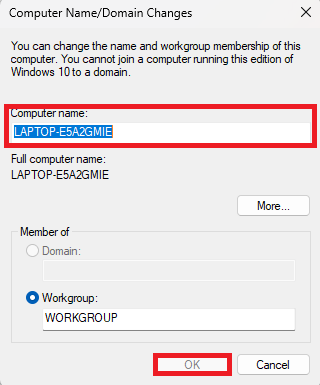 Computer Name/Domain Changes
You can change the name and workgroup membership of this
computer. You cannot join a computer running this edition of
Windows 10 to a domain.
Computer name:
LAPTOP-E5A2GMIE
Full computer name:
LAPTOP-E5A2GMIE
More...
Member of
Domain:
Workgroup:
WORKGROUP
OK
Cancel